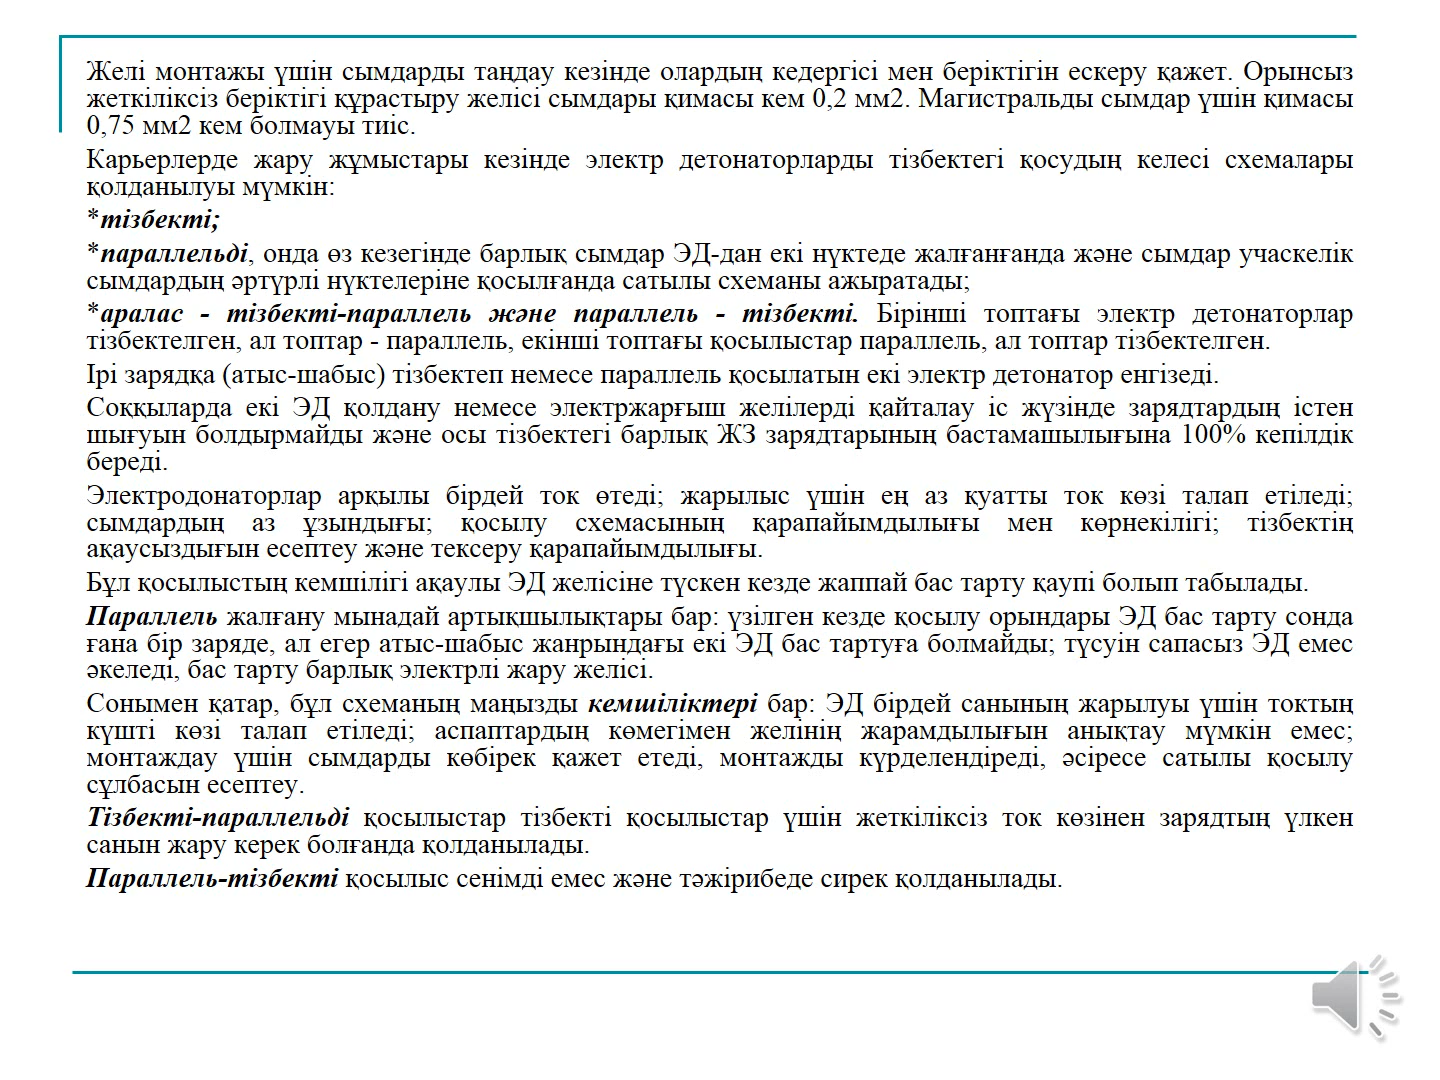 Желі монтажы үшін сымдарды таңдау кезінде олардың кедергісі мен беріктігін ескеру қажет. Орынсыз
жеткіліксіз беріктігі құрастыру желісі сымдары қимасы кем 0,2 мм2. Магистральды сымдар үшін қимасы
0,75 мм2 кем болмауы тиіс.
Карьерлерде жару жұмыстары кезінде электр детонаторларды тізбектегі қосудың келесі схемалары
қолданылуы мүмкін:
*тізбекті;
*параллельді, онда өз кезегінде барлық сымдар ЭД-дан екі нүктеде жалғанғанда және сымдар учаскелік
сымдардың әртүрлі нүктелеріне қосылғанда сатылы схеманы ажыратады;
*аралас - тізбекті-параллель және параллель - тізбекті. Бірінші топтағы электр детонаторлар
тізбектелген, ал топтар - параллель, екінші топтағы қосылыстар параллель, ал топтар тізбектелген.
Ірі зарядқа (атыс-шабыс) тізбектеп немесе параллель қосылатын екі электр детонатор енгізеді.
Соққыларда екі ЭД қолдану немесе электржарғыш желілерді қайталау іс жүзінде зарядтардың істен
шығуын болдырмайды және осы тізбектегі барлық ЖЗ зарядтарының бастамашылығына 100% кепілдік
береді.
Электродонаторлар арқылы бірдей ток өтеді; жарылыс үшін ең аз қуатты ток көзі талап етіледі;
сымдардың аз ұзындығы; қосылу схемасының қарапайымдылығы мен көрнекілігі; тізбектің
ақаусыздығын есептеу және тексеру қарапайымдылығы.
Бұл қосылыстың кемшілігі ақаулы ЭД желісіне түскен кезде жаппай бас тарту қаупі болып табылады.
Параллель жалғану мынадай артықшылықтары бар: үзілген кезде қосылу орындары ЭД бас тарту сонда
ғана бір заряде, ал егер атыс-шабыс жанрындағы екі ЭД бас тартуға болмайды; түсуін сапасыз ЭД емес
әкеледі, бас тарту барлық электрлі жару желісі.
Сонымен қатар, бұл схеманың маңызды кемшіліктері бар: ЭД бірдей санының жарылуы үшін токтың
күшті көзі талап етіледі; аспаптардың көмегімен желінің жарамдылығын анықтау мүмкін емес;
монтаждау үшін сымдарды көбірек қажет етеді, монтажды күрделендіреді, әсіресе сатылы қосылу
сұлбасын есептеу.
Тізбекті-параллельді қосылыстар тізбекті қосылыстар үшін жеткіліксіз ток көзінен зарядтың үлкен
санын жару керек болғанда қолданылады.
Параллель-тізбекті қосылыс сенімді емес және тәжірибеде сирек қолданылады.